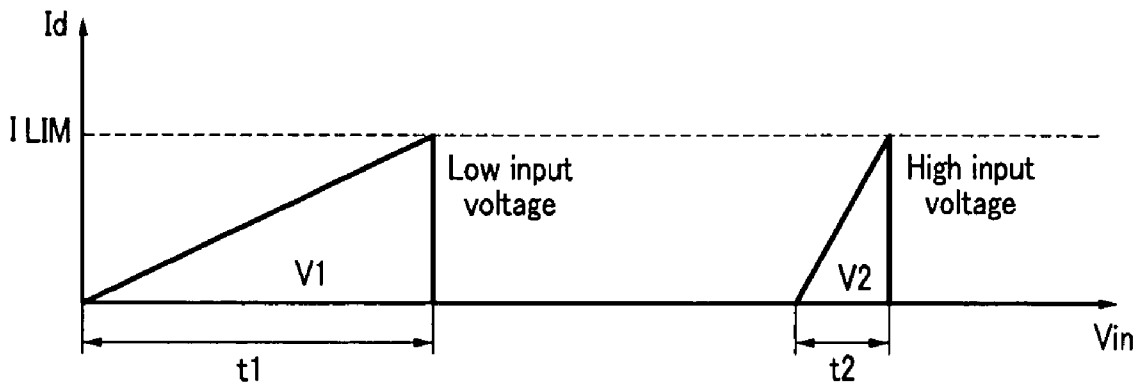 Id
I LIM
Low input
voltage
High input
voltage
V1
V2
Vin
t1
t2